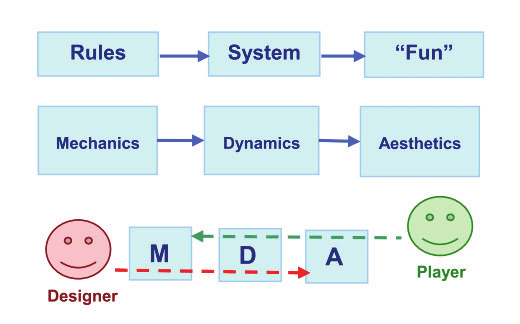 Rules
System
“Fun”
Mechanics
Dynamics
Aesthetics
M
D
A
Designer
Player